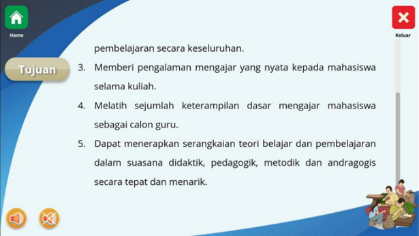 Home
Keluar
Tujuan
pembelajaran secara keseluruhan.
3. Memberi pengalaman mengajar yang nyata kepada mahasiswa
selama kuliah.
4. Melatih sejumlah keterampilan dasar mengajar mahasiswa
sebagai calon guru.
5. Dapat menerapkan serangkaian teori belajar dan pembelajaran
dalam suasana didaktik, pedagogik, metodik dan andragogis
secara tepat dan menarik.